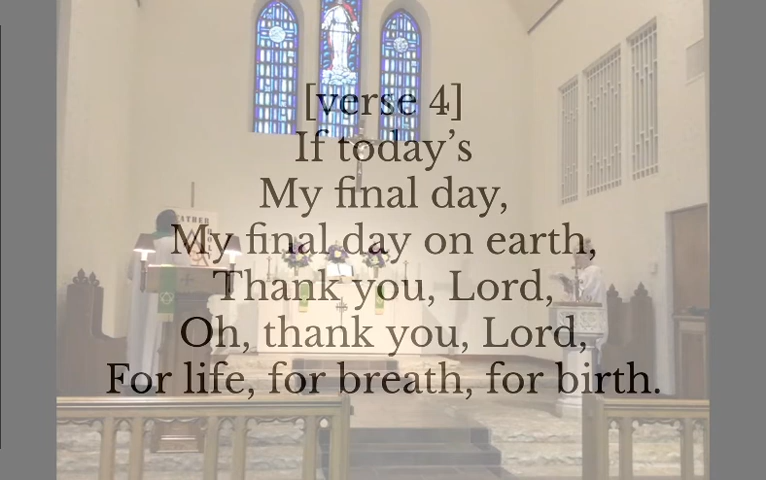 [verse 4]
If today’s
My final day,
My final day on earth,
Thank you, Lord,
Oh, thank you, Lord,
For life, for breath, for birth.